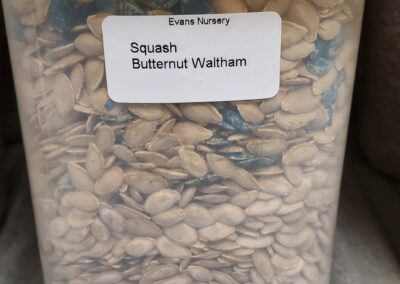 Evans Nursery
Squash
Butternut Waltham